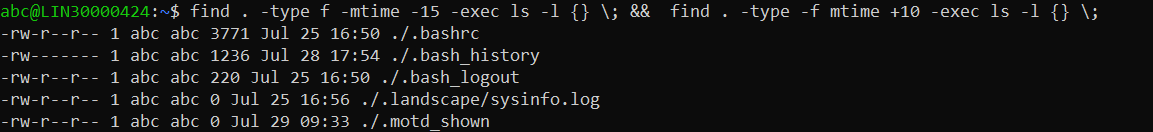 abc@LIN30000424:~$ find . -type f -mtime -15 -exec ls -l {} \; &&  find . -type -f mtime +10 -exec ls -l {} \;
-rw-r--r-- 1 abc abc 3771 Jul 25 16:50 ./.bashrc
-rw------- 1 abc abc 1236 Jul 28 17:54 ./.bash_history
-rw-r--r-- 1 abc abc 220 Jul 25 16:50 ./.bash_logout
-rw-r--r-- 1 abc abc 0 Jul 25 16:56 ./.landscape/sysinfo.log
-rw-r--r-- 1 abc abc 0 Jul 29 09:33 ./.motd_shown